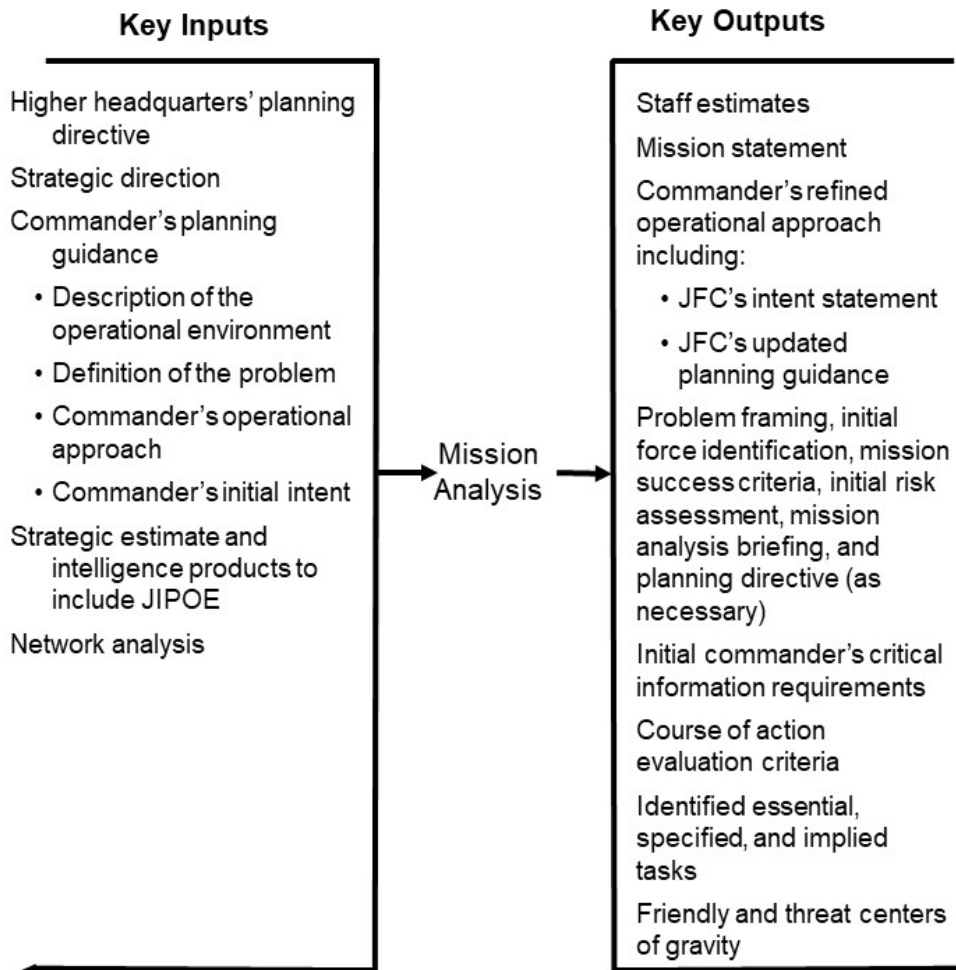 Key Inputs
Higher headquarters' planning
directive
Strategic direction
Commander's planning
guidance
• Description of the
operational environment
• Definition of the problem
• Commander's operational
approach
• Commander's initial intent
Strategic estimate and
intelligence products to
include JIPOE
Network analysis
Mission
Analysis
Key Outputs
Staff estimates
Mission statement
Commander's refined
operational approach
including:
• JFC's intent statement
• JFC's updated
planning guidance
Problem framing, initial
force identification, mission
success criteria, initial risk
assessment, mission
analysis briefing, and
planning directive (as
necessary)
Initial commander's critical
information requirements
Course of action
evaluation criteria
Identified essential,
specified, and implied
tasks
Friendly and threat centers
of gravity